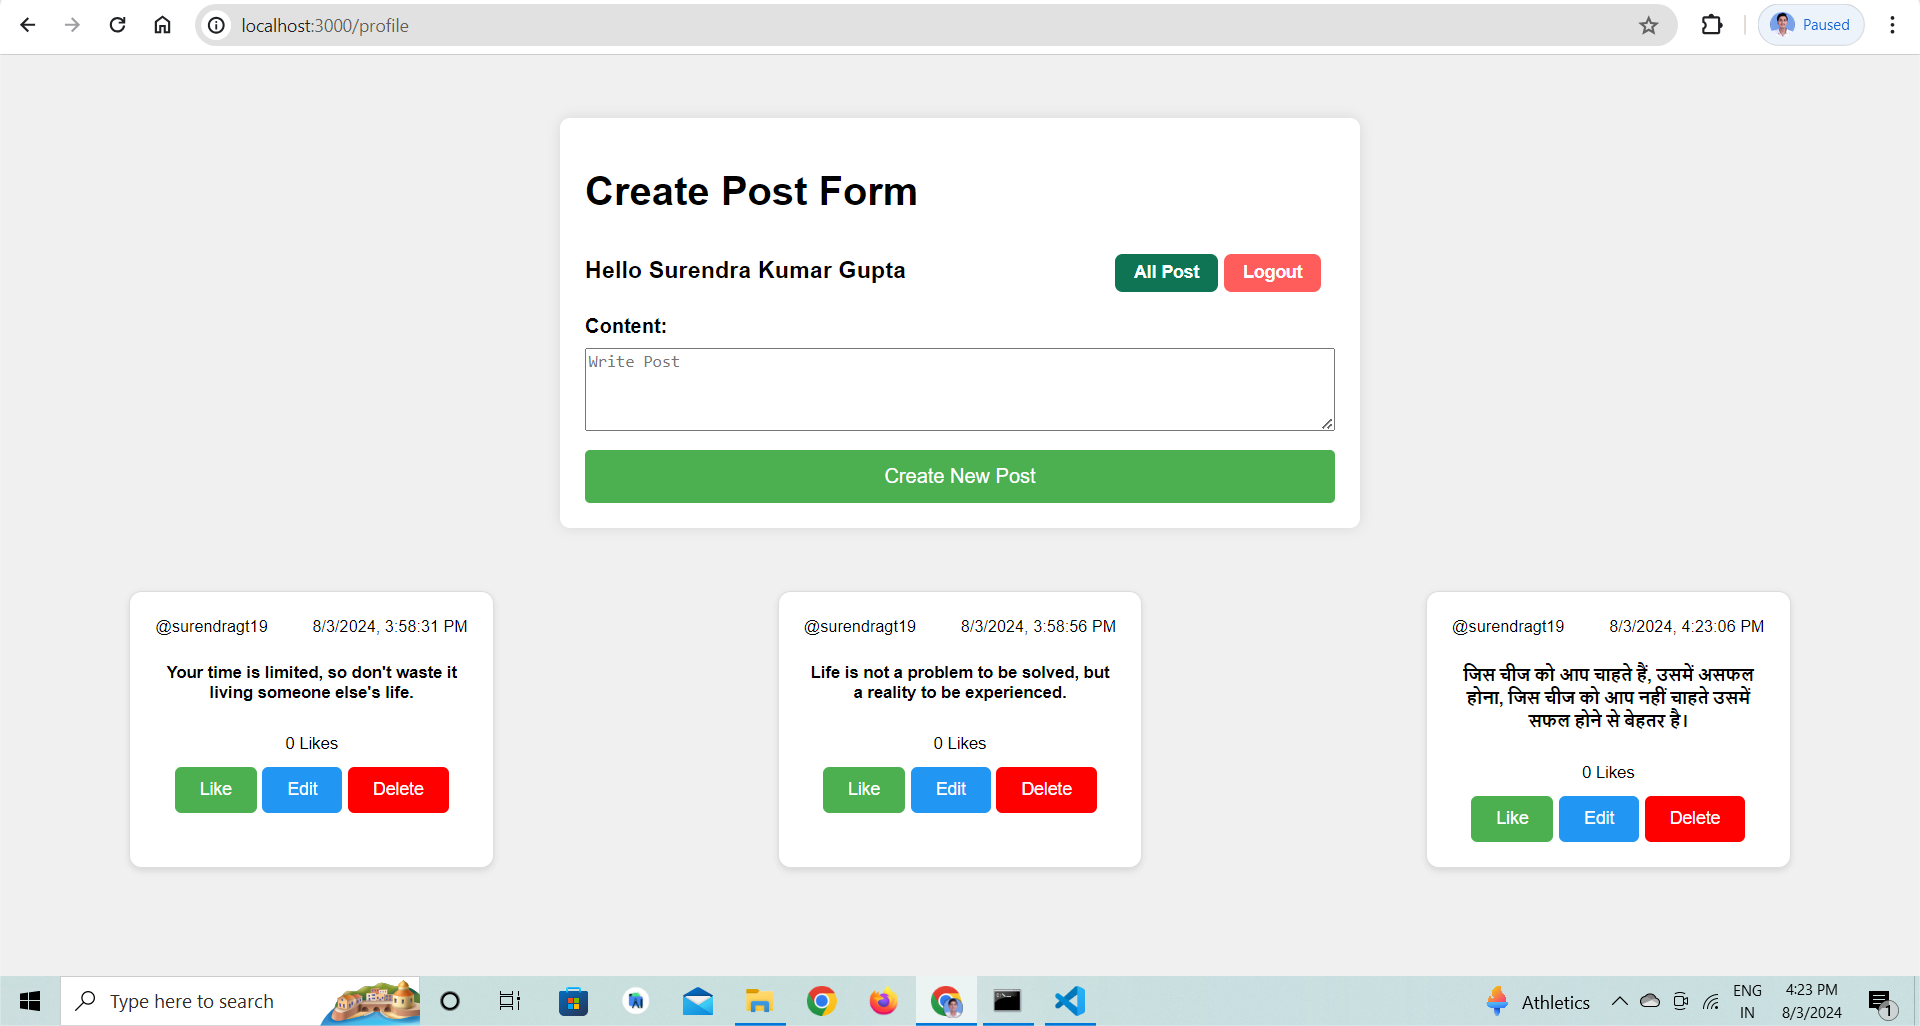 localhost:3000/profile
Paused
Create Post Form
Hello Surendra Kumar Gupta
All Post
Logout
Content:
Write Post
Create New Post
@surendragt19 8/3/2024, 3:58:31 PM
Your time is limited, so don't waste it
living someone else's life.
0 Likes
Like Edit Delete
@surendragt19 8/3/2024, 3:58:56 PM
Life is not a problem to be solved, but
a reality to be experienced.
0 Likes
Like Edit Delete
@surendragt19 8/3/2024, 4:23:06 PM
जिस चीज को आप चाहते हैं, उसमें असफल
होना, जिस चीज को आप नहीं चाहते उसमें
सफल होने से बेहतर है।
0 Likes
Like Edit Delete
Type here to search
Athletics
ENG
IN
4:23 PM
8/3/2024
1